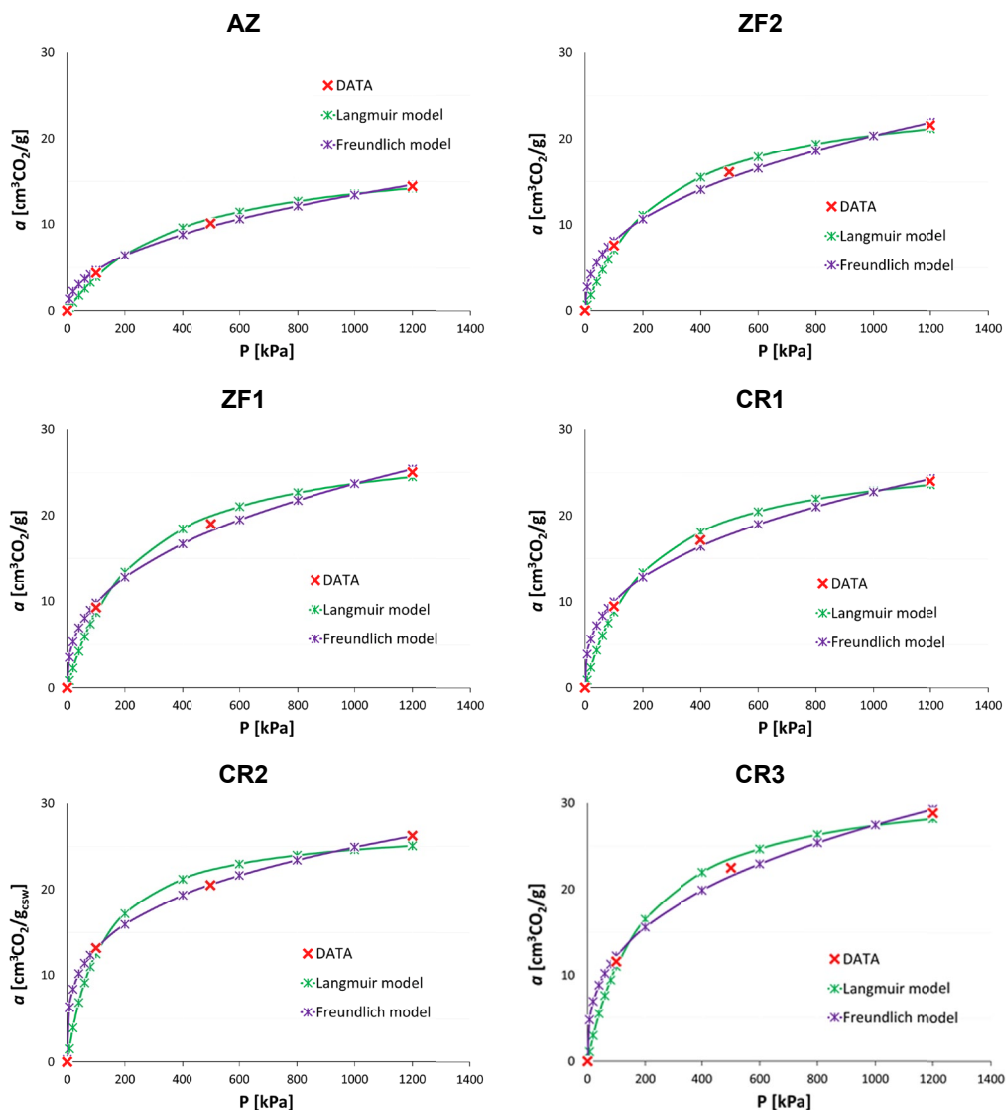 AZ
30
20
10
0
a [cm³CO₂/g]
DATA
Langmuir model
Freundlich model
0 200 400 600 800 1000 1200 1400
P [kPa]
ZF2
30
20
10
0
a [cm³CO₂/g]
DATA
Langmuir model
Freundlich model
0 200 400 600 800 1000 1200 1400
P [kPa]
ZF1
30
20
10
0
a [cm³CO₂/g]
DATA
Langmuir model
Freundlich model
0 200 400 600 800 1000 1200 1400
P [kPa]
CR1
30
20
10
0
a [cm³CO₂/g]
DATA
Langmuir model
Freundlich model
0 200 400 600 800 1000 1200 1400
P [kPa]
CR2
30
20
10
0
a [cm³CO₂/g_csw]
DATA
Langmuir model
Freundlich model
0 200 400 600 800 1000 1200 1400
P [kPa]
CR3
30
20
10
0
a [cm³CO₂/g]
DATA
Langmuir model
Freundlich model
0 200 400 600 800 1000 1200 1400
P [kPa]